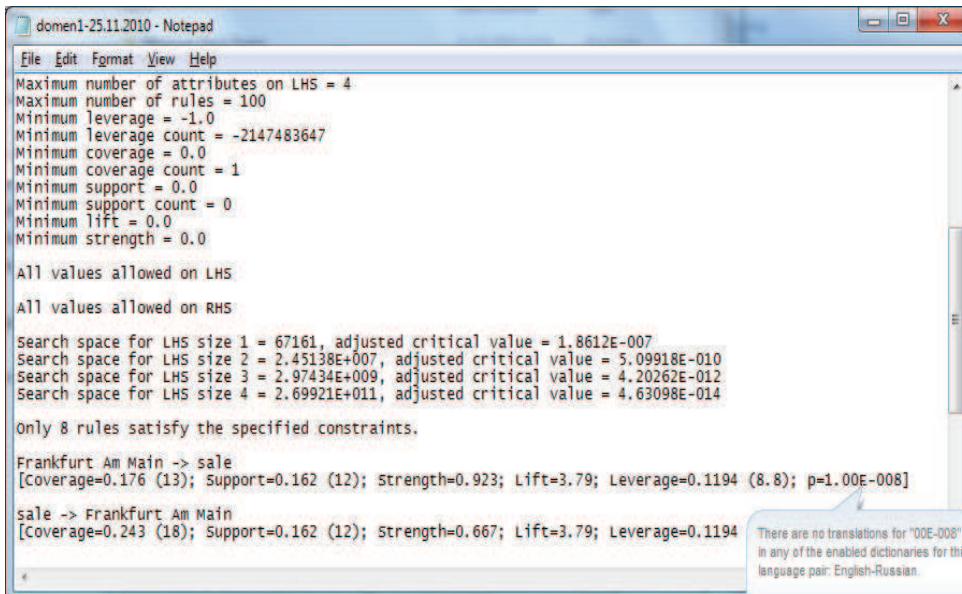 domen1-25.11.2010 - Notepad
File Edit Format View Help
Maximum number of attributes on LHS = 4
Maximum number of rules = 100
Minimum leverage = -1.0
Minimum leverage count = -2147483647
Minimum coverage = 0.0
Minimum coverage count = 1
Minimum support = 0.0
Minimum support count = 0
Minimum lift = 0.0
Minimum strength = 0.0
All values allowed on LHS
All values allowed on RHS
Search space for LHS size 1 = 67161, adjusted critical value = 1.8612E-007
Search space for LHS size 2 = 2.45138E+007, adjusted critical value = 5.09918E-010
Search space for LHS size 3 = 2.97434E+009, adjusted critical value = 4.20262E-012
Search space for LHS size 4 = 2.69921E+011, adjusted critical value = 4.63098E-014
Only 8 rules satisfy the specified constraints.
Frankfurt Am Main -> sale
[Coverage=0.176 (13); Support=0.162 (12); Strength=0.923; Lift=3.79; Leverage=0.1194 (8.8); p=1.00E-008]
sale -> Frankfurt Am Main
[Coverage=0.243 (18); Support=0.162 (12); Strength=0.667; Lift=3.79; Leverage=0.1194
There are no translations for "00E-008"
in any of the enabled dictionaries for
language pair: English-Russian.